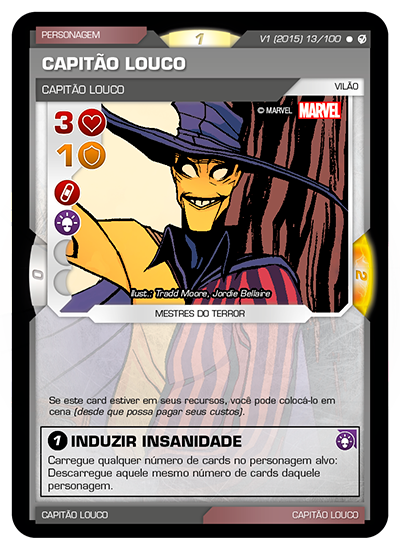 PERSONAGEM
1
V1 (2015) 13/100
CAPITÃO LOUCO
CAPITÃO LOUCO
VILÃO
3
© MARVEL
MARVEL
1
0
2
Illust.: Tradd Moore, Jordie Bellaire
MESTRES DO TERROR
Se este card estiver em seus recursos, você pode colocá-lo em
cena (desde que possa pagar seus custos).
1 INDUZIR INSANIDADE
Carregue qualquer número de cards no personagem alvo:
Descarregue aquele mesmo número de cards daquele
personagem.
CAPITÃO LOUCO
CAPITÃO LOUCO